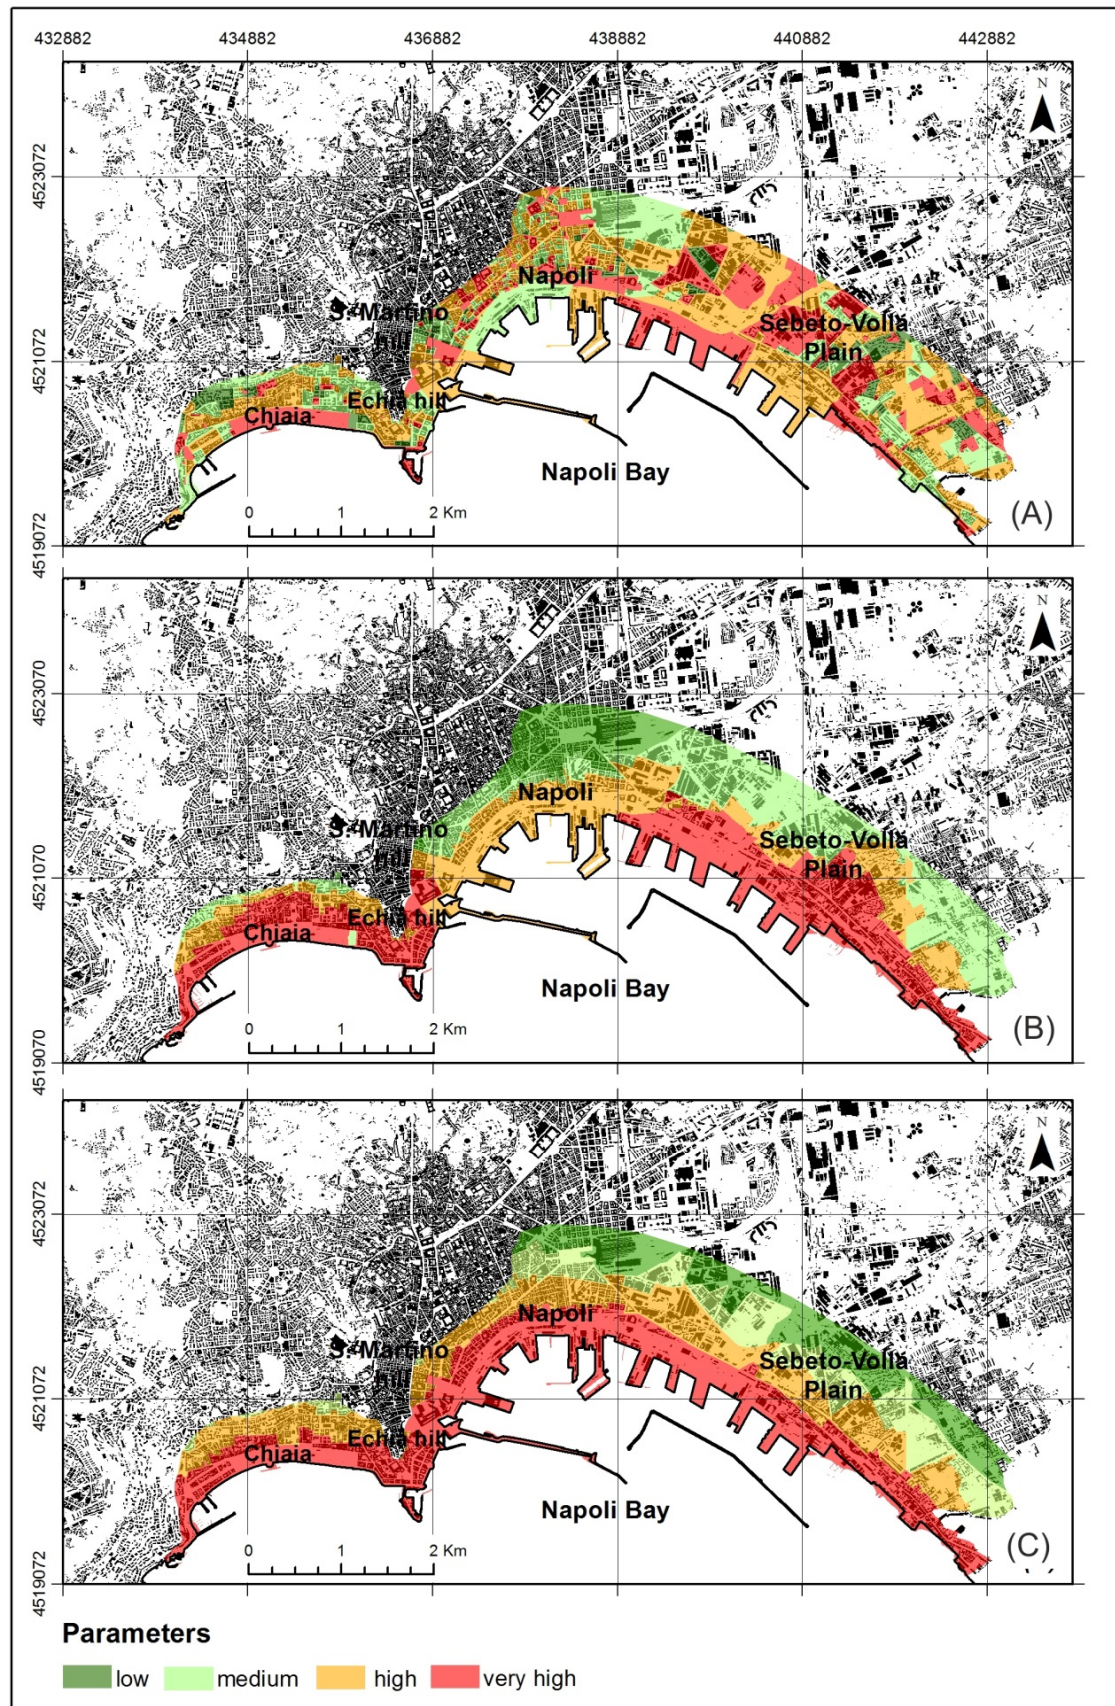 432882 434882 436882 438882 440882 442882
N
4523072
Napoli
S. Martino
Sebeto-Volla
Plain
4521072
Echia hill
Chiaia
Napoli Bay
0 1 2 Km
(A)
4519072
N
4523070
Napoli
S. Martino
hill
Sebeto-Volla
Plain
4521070
Echia hill
Chiaia
Napoli Bay
0 1 2 Km
(B)
4519070
N
4523072
Napoli
S. Martino
Sebeto-Volla
Plain
4521072
Echia hill
Chiaia
Napoli Bay
0 1 2 Km
(C)
4519072
Parameters
low medium high very high